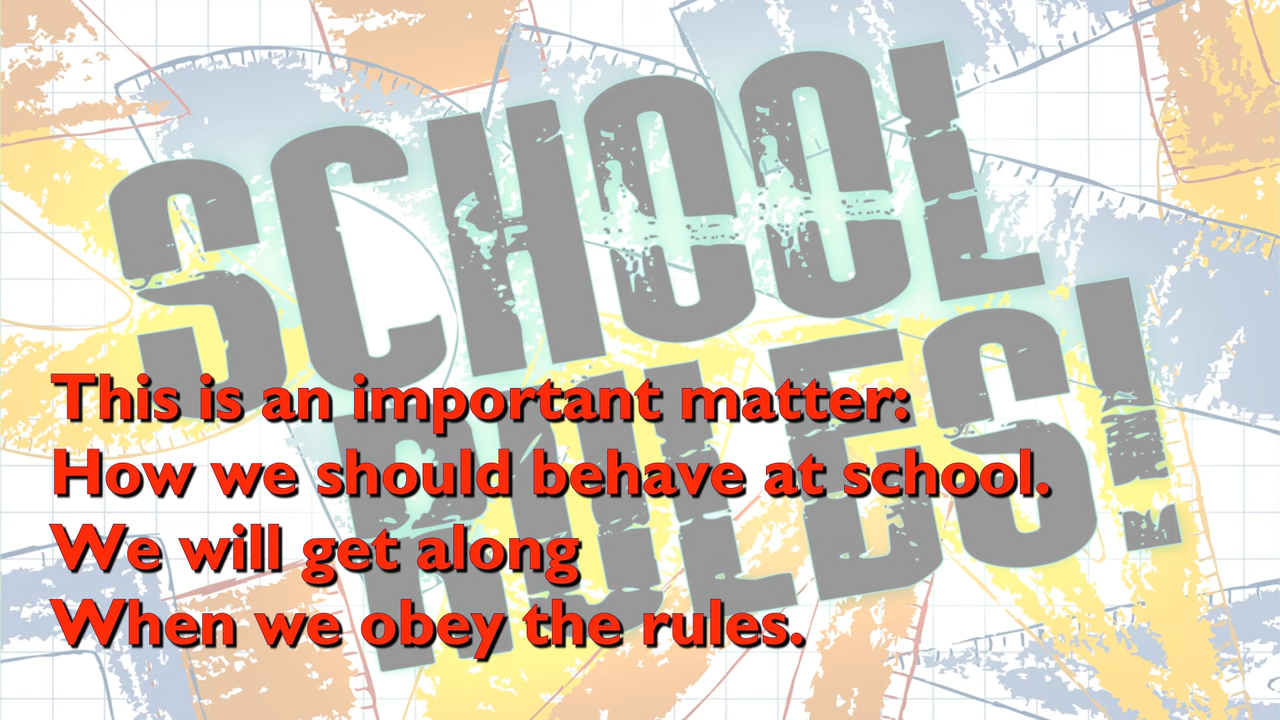 SCHOOL
RULES!
This is an important matter:
How we should behave at school.
We will get along
When we obey the rules.